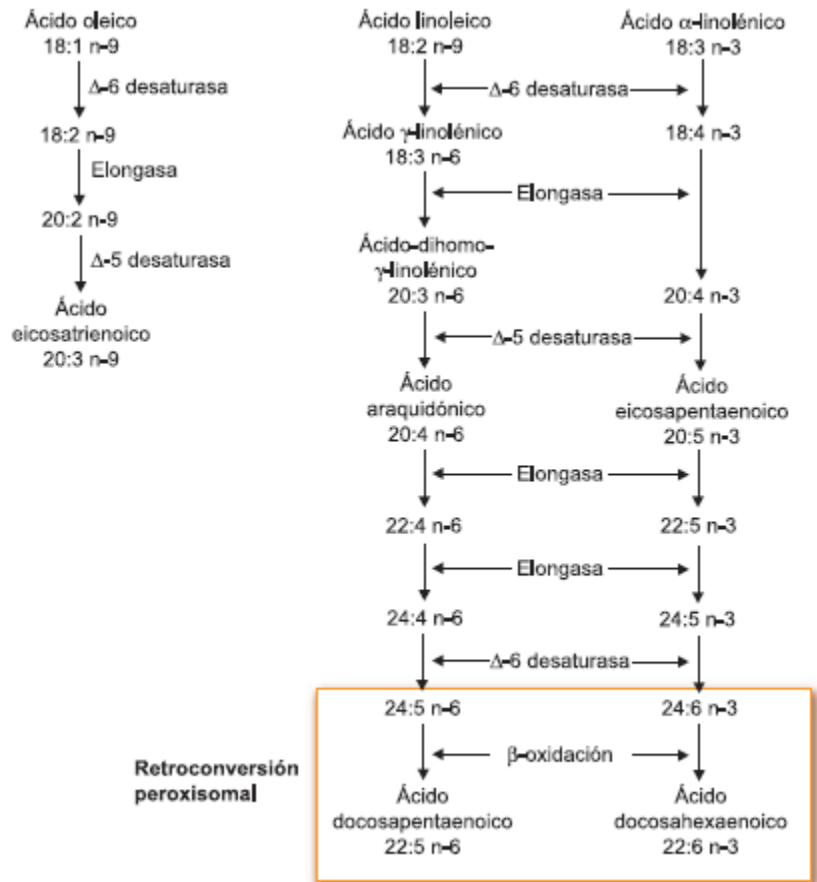 Ácido oleico
18:1 n-9
Δ-6 desaturasa
18:2 n-9
Elongasa
20:2 n-9
Δ-5 desaturasa
Ácido
eicosatrienoico
20:3 n-9
Ácido linoleico
18:2 n-9
Ácido α-linolénico
18:3 n-3
Δ-6 desaturasa
Ácido γ-linolénico
18:3 n-6
18:4 n-3
Elongasa
Ácido-dihomo-
γ-linolénico
20:3 n-6
20:4 n-3
Δ-5 desaturasa
Ácido
araquidónico
20:4 n-6
Ácido
eicosapentaenoico
20:5 n-3
Elongasa
22:4 n-6
22:5 n-3
Elongasa
24:4 n-6
24:5 n-3
Δ-6 desaturasa
24:5 n-6
24:6 n-3
β-oxidación
Retroconversión
peroxisomal
Ácido
docosapentaenoico
22:5 n-6
Ácido
docosahexaenoico
22:6 n-3